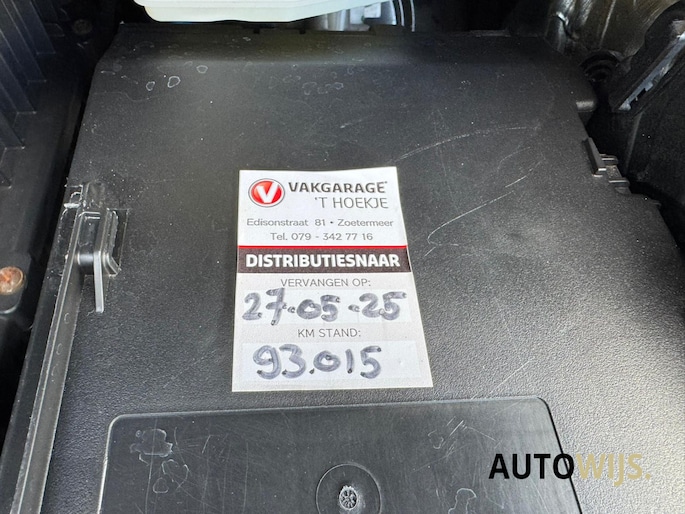 V VAKGARAGE
'T HOEKJE
Edisonstraat 81 • Zoetermeer
Tel. 079 - 342 77 16
DISTRIBUTIESNAAR
VERVANGEN OP:
27-05-25
KM STAND:
93.015
AUTOWIJS.